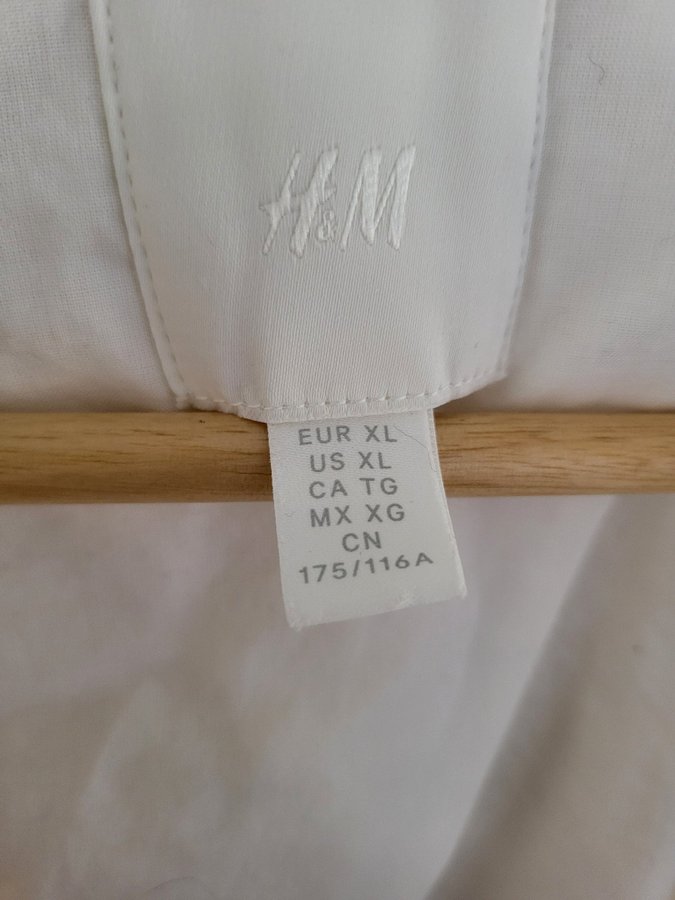 H&M
EUR XL
US XL
CA TG
MX XG
CN
175/116A